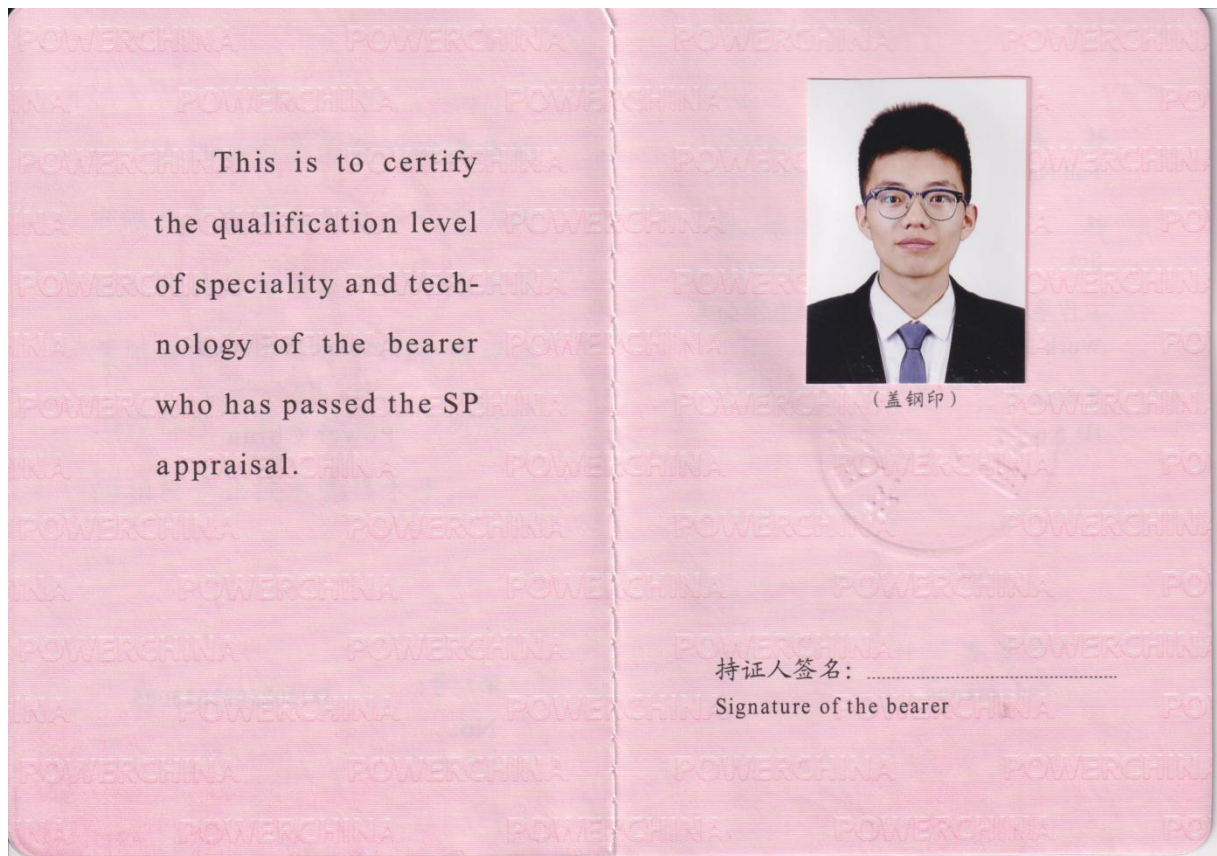 This is to certify
the qualification level
of speciality and tech-
nology of the bearer
who has passed the SP
appraisal.
(盖钢印)
持证人签名:
Signature of the bearer
POWERCHINA